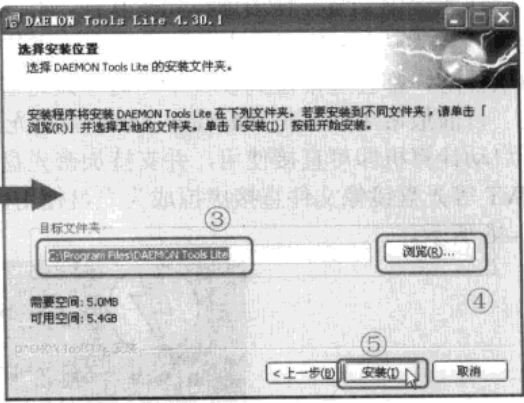 DAEMON Tools Lite 4.30.1
选择安装位置
选择 DAEMON Tools Lite 的安装文件夹。
安装程序将安装 DAEMON Tools Lite 在下列文件夹。若要安装到不同文件夹，请单击「
浏览(R)」并选择其他的文件夹。单击「安装(I)」按钮开始安装。
③
目标文件夹
C:\Program Files\DAEMON Tools Lite
浏览(R)...
④
需要空间: 5.0MB
可用空间: 5.4GB
⑤
<上一步(B)
安装(I)
取消